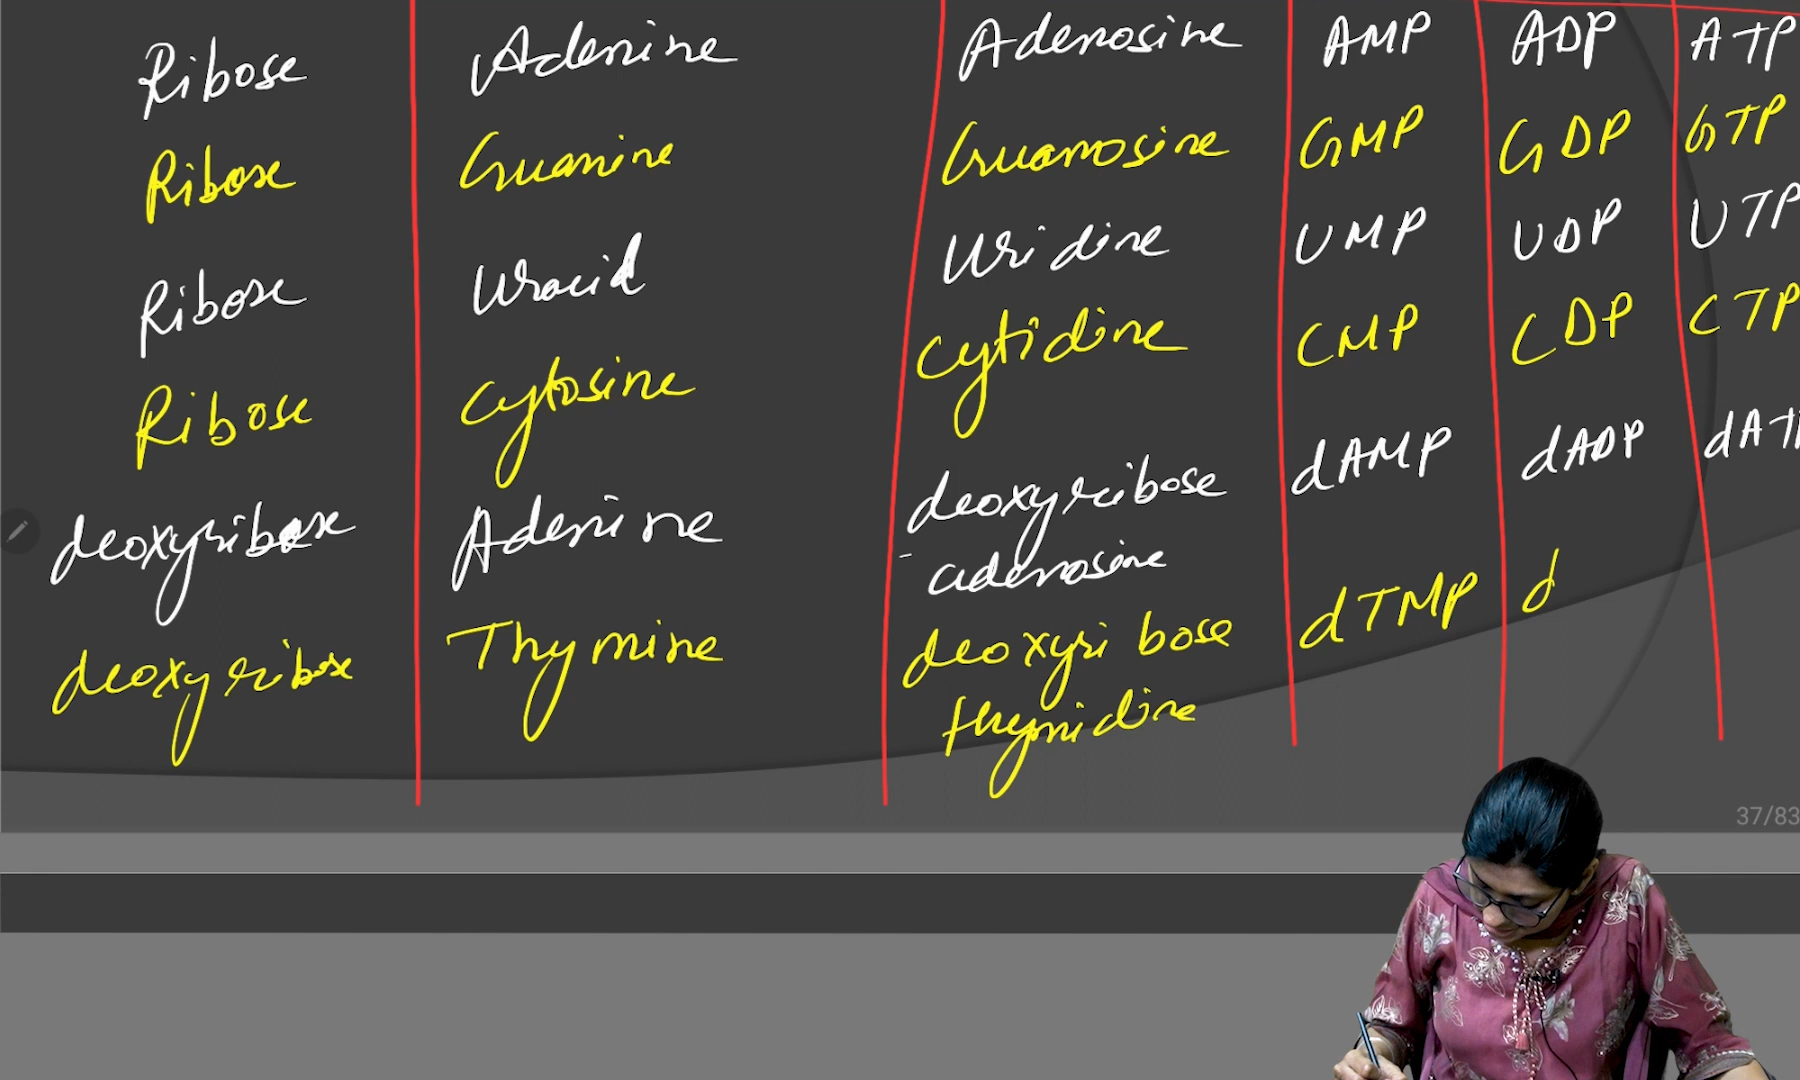 Ribose Adenine Adenosine AMP ADP ATP
Ribose Guanine Guanosine GMP GDP GTP
Ribose Uracil Uridine UMP UDP UTP
Ribose Cytosine Cytidine CMP CDP CTP
deoxyribose Adenine deoxyribose dAMP dADP dATP
adenosine
deoxyribose Thymine deoxyribose dTMP d
thymidine
37/83